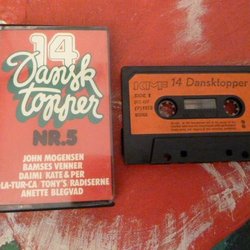 14
Dansk
topper
NR.5
JOHN MOGENSEN
BAMSES VENNER
DAIMI KATE & PER
LA-TUR-CA TONY'S/RADISERNE
ANETTE BLEGVAD
14 Dansktopper
SIDE